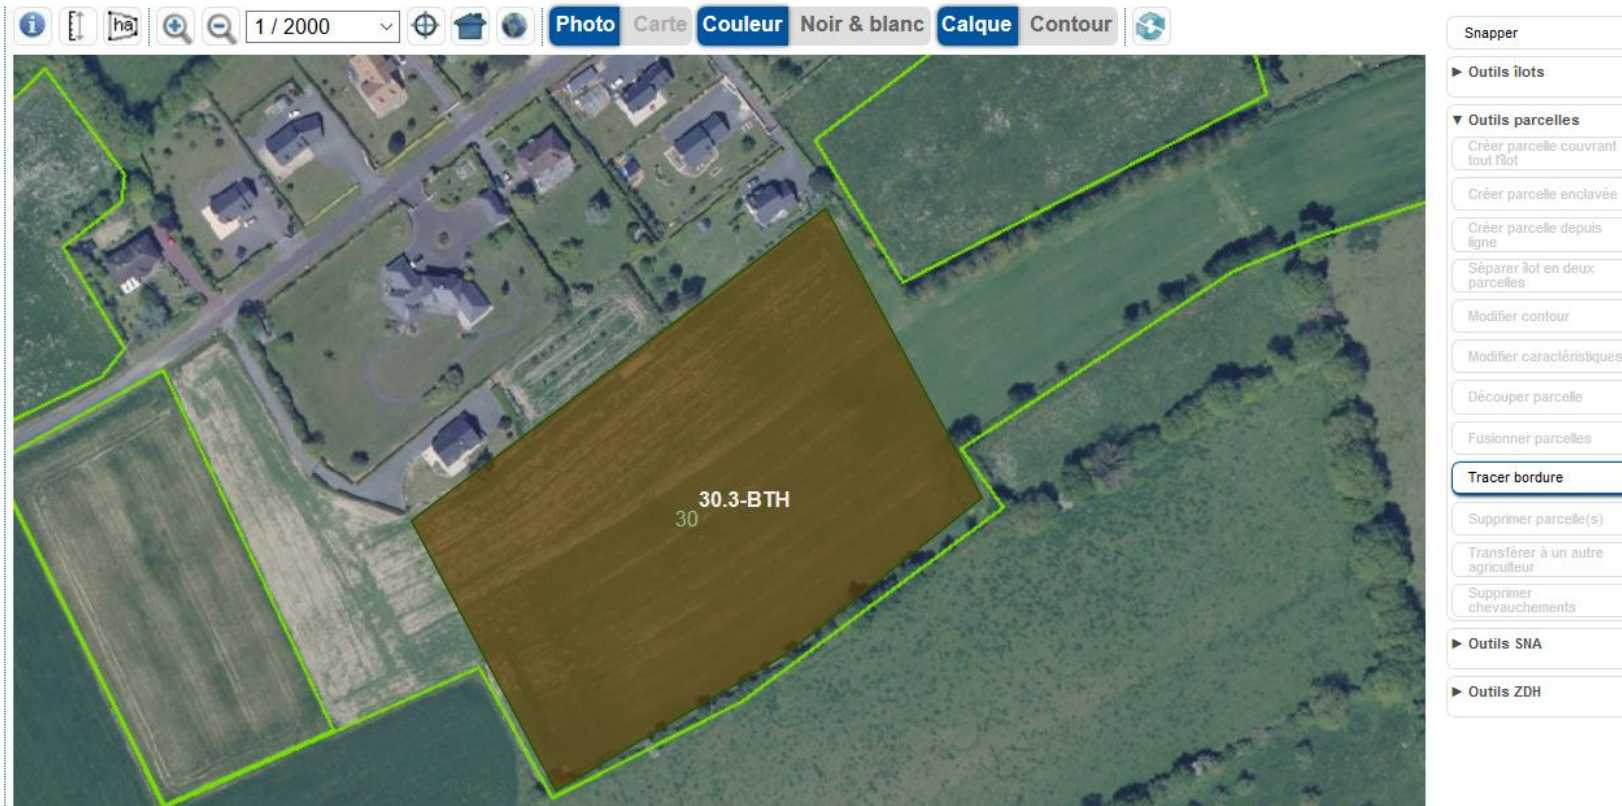 ha
1 / 2000
Photo Carte Couleur Noir & blanc Calque Contour
Snapper
Outils îlots
Outils parcelles
Créer parcelle couvrant
tout l'îlot
Créer parcelle enclavée
Créer parcelle depuis
ligne
Séparer îlot en deux
parcelles
Modifier contour
Modifier caractéristiques
Découper parcelle
Fusionner parcelles
Tracer bordure
Supprimer parcelle(s)
Transférer à un autre
agriculteur
Supprimer
chevauchements
Outils SNA
Outils ZDH
30.3-BTH
30